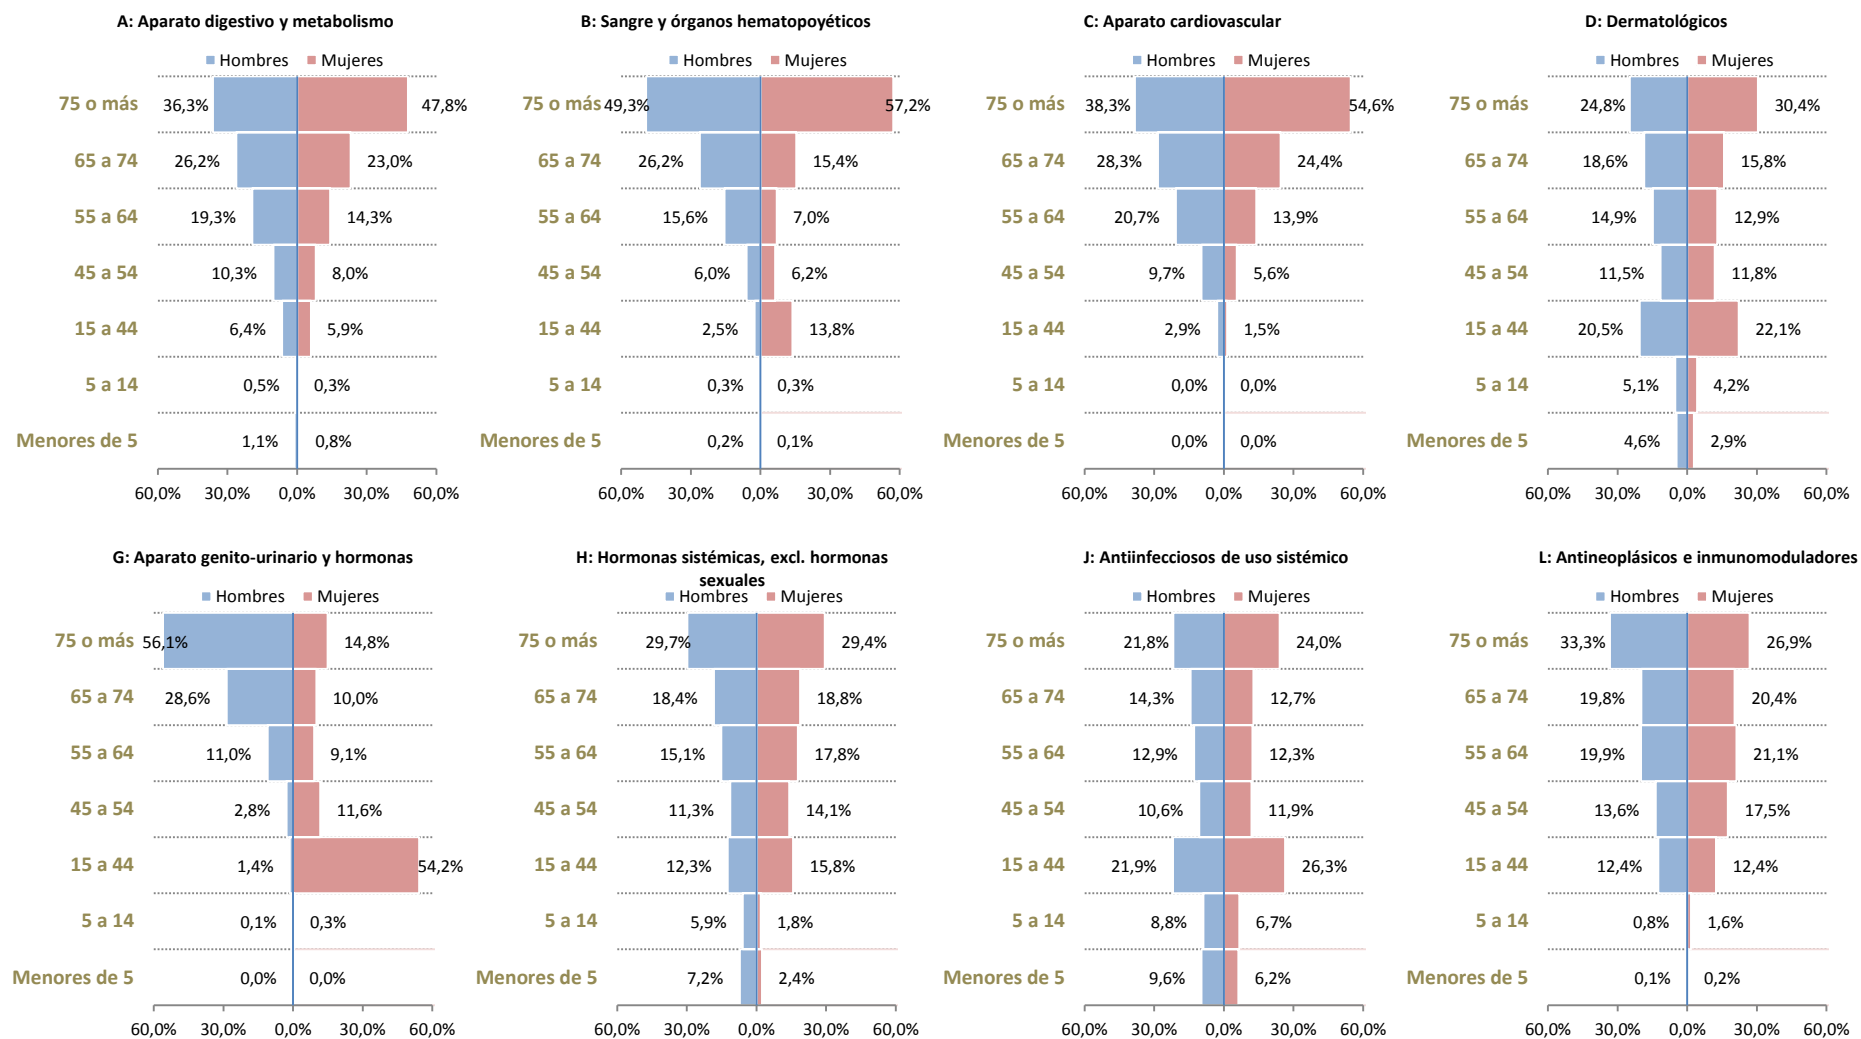 A: Aparato digestivo y metabolismo
Hombres Mujeres
75 o más 36,3% 47,8%
65 a 74 26,2% 23,0%
55 a 64 19,3% 14,3%
45 a 54 10,3% 8,0%
15 a 44 6,4% 5,9%
5 a 14 0,5% 0,3%
Menores de 5 1,1% 0,8%
60,0% 30,0% 0,0% 30,0% 60,0%
B: Sangre y órganos hematopoyéticos
Hombres Mujeres
75 o más 49,3% 57,2%
65 a 74 26,2% 15,4%
55 a 64 15,6% 7,0%
45 a 54 6,0% 6,2%
15 a 44 2,5% 13,8%
5 a 14 0,3% 0,3%
Menores de 5 0,2% 0,1%
60,0% 30,0% 0,0% 30,0% 60,0%
C: Aparato cardiovascular
Hombres Mujeres
75 o más 38,3% 54,6%
65 a 74 28,3% 24,4%
55 a 64 20,7% 13,9%
45 a 54 9,7% 5,6%
15 a 44 2,9% 1,5%
5 a 14 0,0% 0,0%
Menores de 5 0,0% 0,0%
60,0% 30,0% 0,0% 30,0% 60,0%
D: Dermatológicos
Hombres Mujeres
75 o más 24,8% 30,4%
65 a 74 18,6% 15,8%
55 a 64 14,9% 12,9%
45 a 54 11,5% 11,8%
15 a 44 20,5% 22,1%
5 a 14 5,1% 4,2%
Menores de 5 4,6% 2,9%
60,0% 30,0% 0,0% 30,0% 60,0%
G: Aparato genito-urinario y hormonas
Hombres Mujeres
75 o más 56,1% 14,8%
65 a 74 28,6% 10,0%
55 a 64 11,0% 9,1%
45 a 54 2,8% 11,6%
15 a 44 1,4% 54,2%
5 a 14 0,1% 0,3%
Menores de 5 0,0% 0,0%
60,0% 30,0% 0,0% 30,0% 60,0%
H: Hormonas sistémicas, excl. hormonas
sexuales
Hombres Mujeres
75 o más 29,7% 29,4%
65 a 74 18,4% 18,8%
55 a 64 15,1% 17,8%
45 a 54 11,3% 14,1%
15 a 44 12,3% 15,8%
5 a 14 5,9% 1,8%
Menores de 5 7,2% 2,4%
60,0% 30,0% 0,0% 30,0% 60,0%
J: Antiinfecciosos de uso sistémico
Hombres Mujeres
75 o más 21,8% 24,0%
65 a 74 14,3% 12,7%
55 a 64 12,9% 12,3%
45 a 54 10,6% 11,9%
15 a 44 21,9% 26,3%
5 a 14 8,8% 6,7%
Menores de 5 9,6% 6,2%
60,0% 30,0% 0,0% 30,0% 60,0%
L: Antineoplásicos e inmunomoduladores
Hombres Mujeres
75 o más 33,3% 26,9%
65 a 74 19,8% 20,4%
55 a 64 19,9% 21,1%
45 a 54 13,6% 17,5%
15 a 44 12,4% 12,4%
5 a 14 0,8% 1,6%
Menores de 5 0,1% 0,2%
60,0% 30,0% 0,0% 30,0% 60,0%